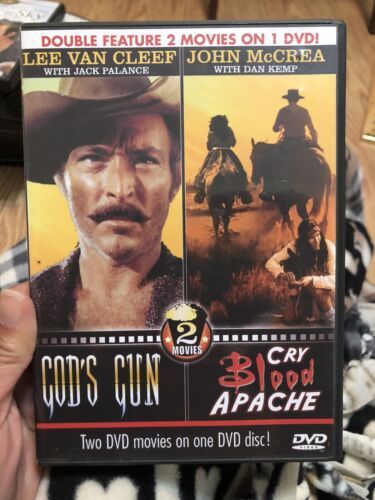 DOUBLE FEATURE 2 MOVIES ON 1 DVD!
LEE VAN CLEEF
WITH JACK PALANCE
JOHN McCREA
WITH DAN KEMP
2
MOVIES
GOD'S GUN
CRY
Blood
APACHE
Two DVD movies on one DVD disc!
DVD
VIDEO